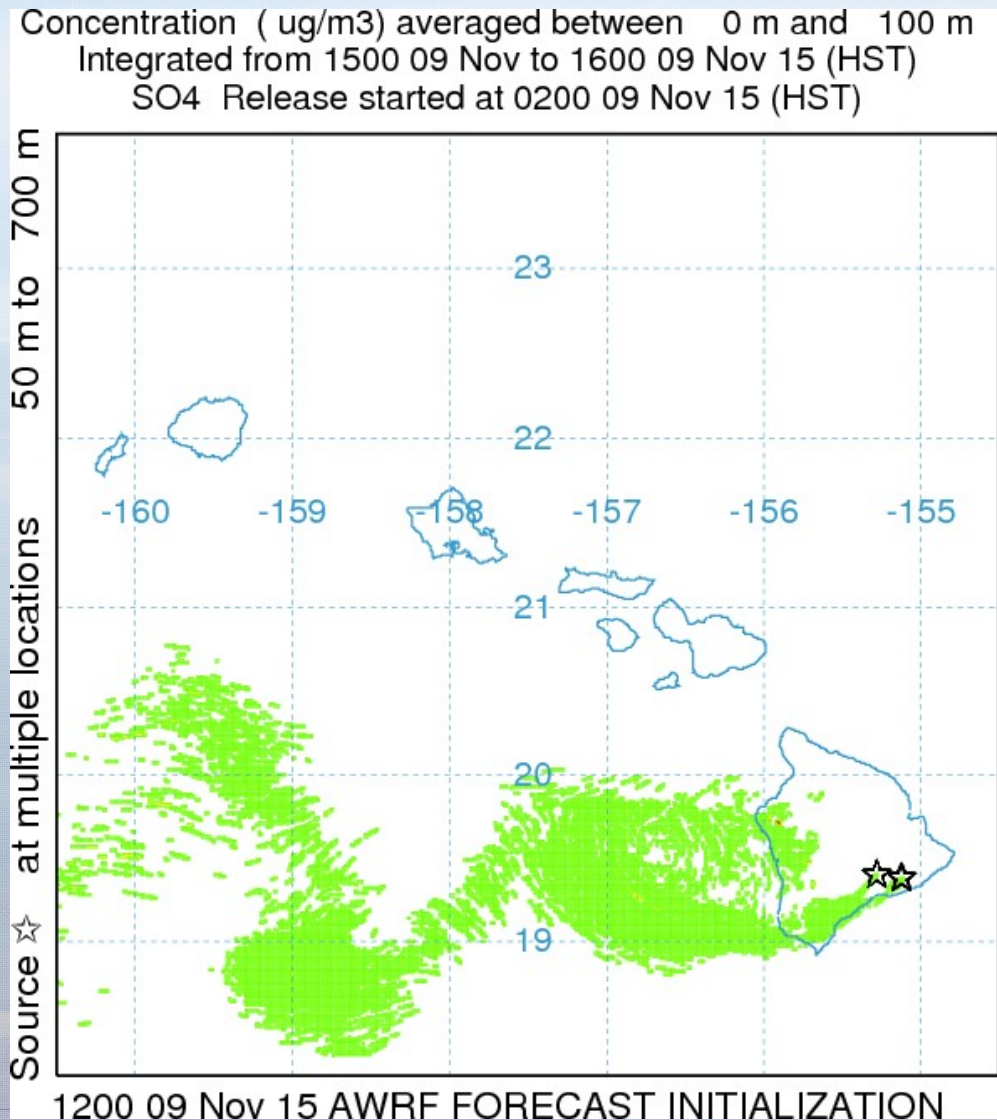 Concentration ( ug/m3) averaged between 0 m and 100 m
Integrated from 1500 09 Nov to 1600 09 Nov 15 (HST)
SO4 Release started at 0200 09 Nov 15 (HST)
Source ☆ at multiple locations 50 m to 700 m
23
22
-160 -159 -158 -157 -156 -155
21
20
19
1200 09 Nov 15 AWRF FORECAST INITIALIZATION